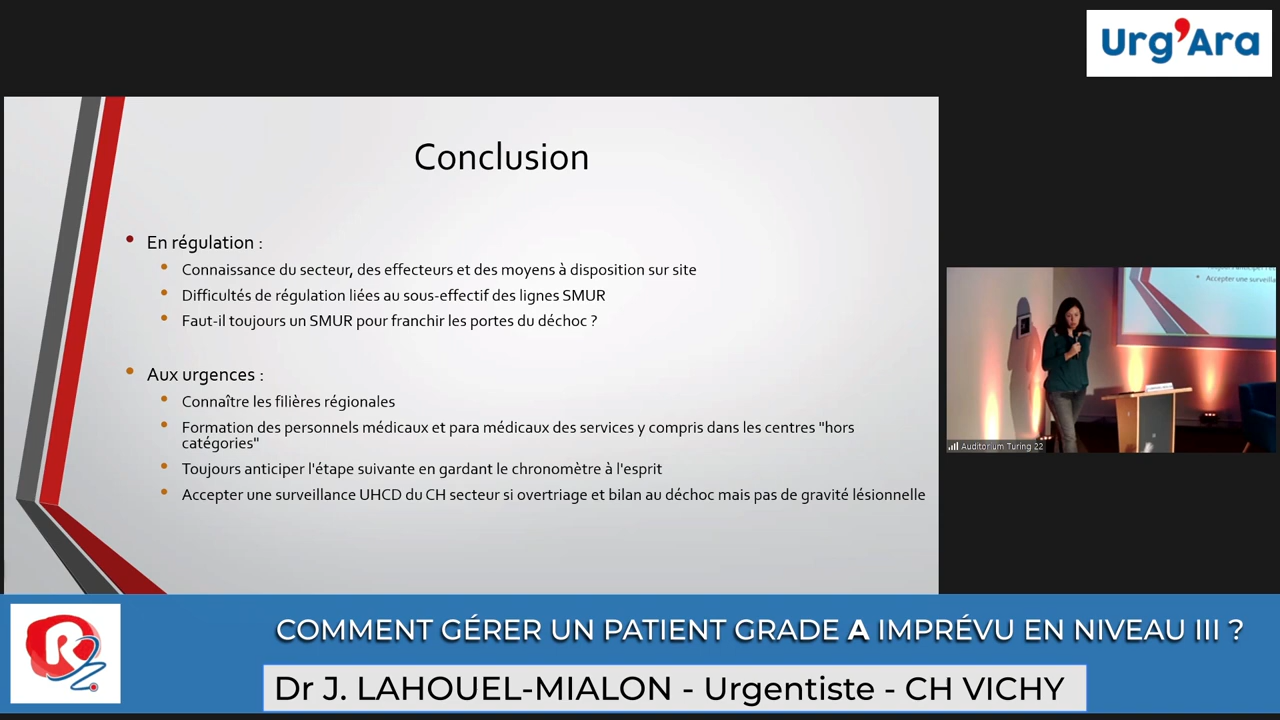 Urg'Ara
Conclusion
En régulation :
Connaissance du secteur, des effecteurs et des moyens à disposition sur site
Difficultés de régulation liées au sous-effectif des lignes SMUR
Faut-il toujours un SMUR pour franchir les portes du déchoc ?
Aux urgences :
Connaître les filières régionales
Formation des personnels médicaux et para médicaux des services y compris dans les centres "hors
catégories"
Toujours anticiper l'étape suivante en gardant le chronomètre à l'esprit
Accepter une surveillance UHCD du CH secteur si overtriage et bilan au déchoc mais pas de gravité lésionnelle
Accepter une surveilla
Auditorium Turing 22
R
COMMENT GÉRER UN PATIENT GRADE A IMPRÉVU EN NIVEAU III ?
Dr J. LAHOUEL-MIALON - Urgentiste - CH VICHY